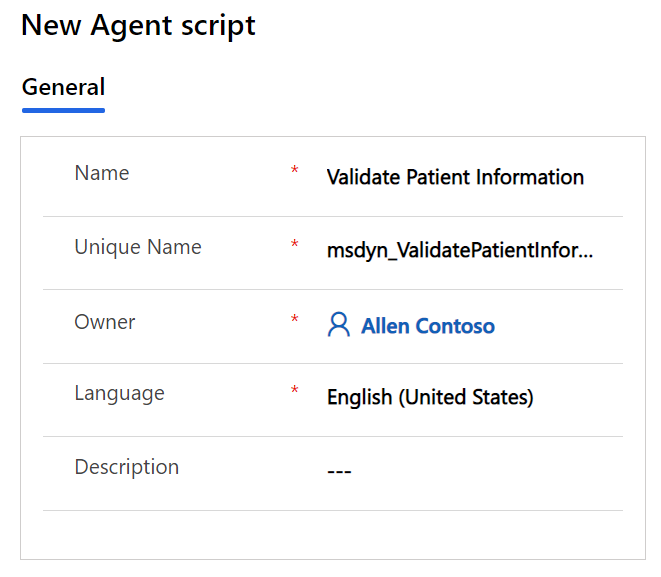 New Agent script
General
Name * Validate Patient Information
Unique Name * msdyn_ValidatePatientInfor...
Owner * Allen Contoso
Language * English (United States)
Description ---